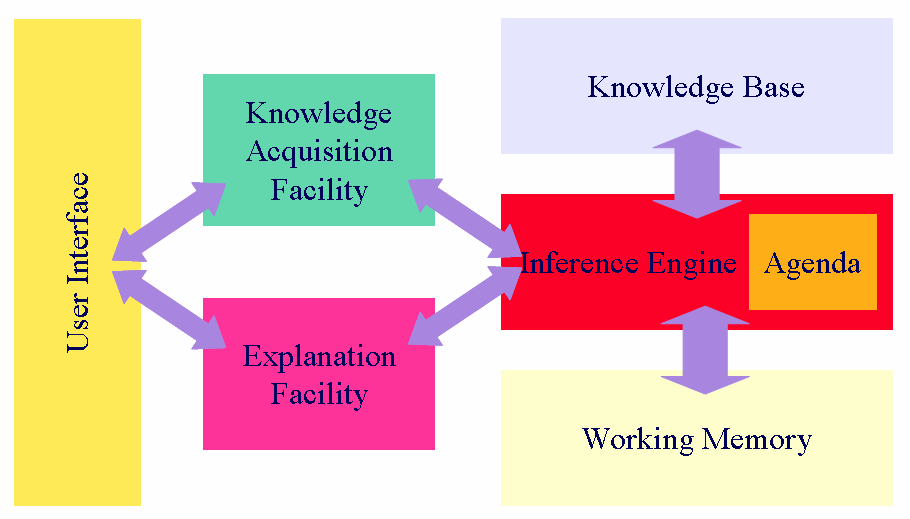 User Interface
Knowledge
Acquisition
Facility
Explanation
Facility
Knowledge Base
Inference Engine
Agenda
Working Memory